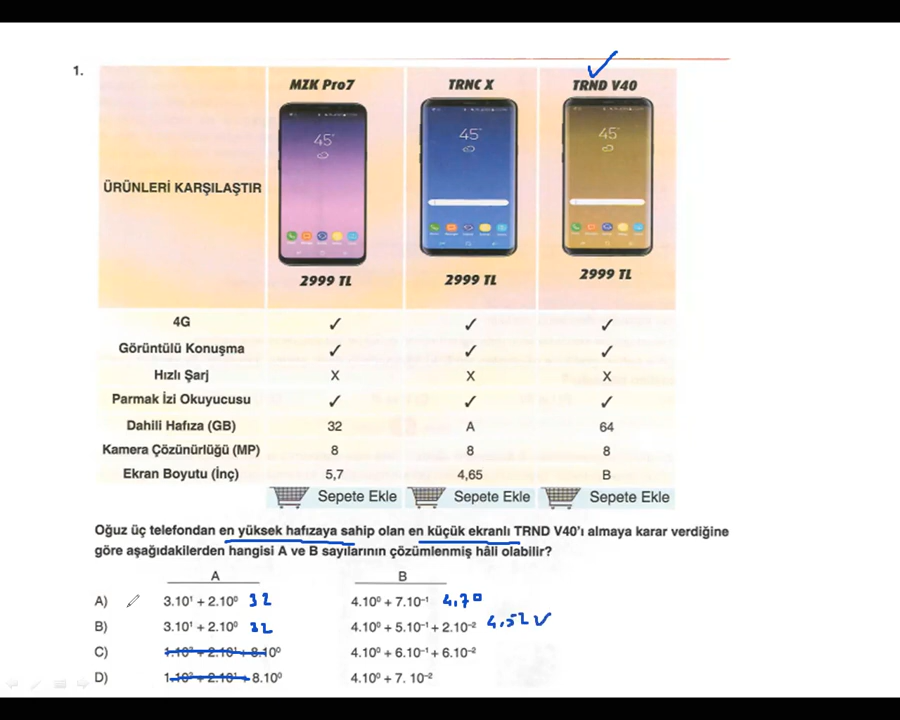 1.
MZK Pro7 TRNC X TRND V40
45° 45° 45°
ÜRÜNLERİ KARŞILAŞTIR
2999 TL 2999 TL 2999 TL
4G ✓ ✓ ✓
Görüntülü Konuşma ✓ ✓ ✓
Hızlı Şarj X X X
Parmak İzi Okuyucusu ✓ ✓ ✓
Dahili Hafıza (GB) 32 A 64
Kamera Çözünürlüğü (MP) 8 8 8
Ekran Boyutu (İnç) 5,7 4,65 B
Sepete Ekle Sepete Ekle Sepete Ekle
Oğuz üç telefondan en yüksek hafızaya sahip olan en küçük ekranlı TRND V40'ı almaya karar verdiğine
göre aşağıdakilerden hangisi A ve B sayılarının çözümlenmiş hâli olabilir?
A B
A) 3.10¹ + 2.10⁰ 32 4.10⁰ + 7.10⁻¹ 4,70
B) 3.10¹ + 2.10⁰ 32 4.10⁰ + 5.10⁻¹ + 2.10⁻² 4,52 ✓
C) 1.10² + 2.10¹ + 8.10⁰ 4.10⁰ + 6.10⁻¹ + 6.10⁻²
D) 1.10² + 2.10¹ + 8.10⁰ 4.10⁰ + 7. 10⁻²